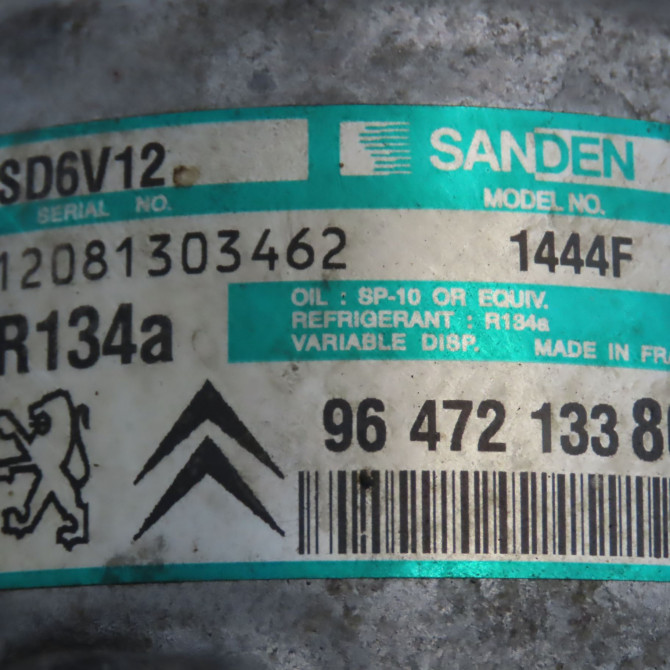 SD6V12 SANDEN
SERIAL NO. MODEL NO.
12081303462 1444F
R134a
OIL : SP-10 OR EQUIV.
REFRIGERANT : R134a
VARIABLE DISP. MADE IN FRA
96 472 133 80